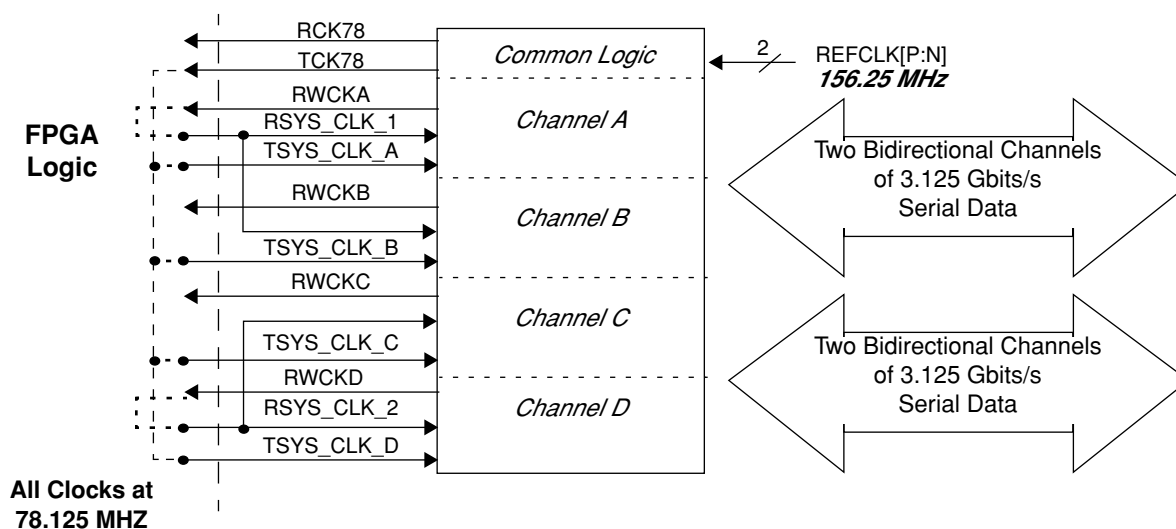 RCK78
TCK78
RWCKA
RSYS_CLK_1
TSYS_CLK_A
RWCKB
TSYS_CLK_B
RWCKC
TSYS_CLK_C
RWCKD
RSYS_CLK_2
TSYS_CLK_D
FPGA
Logic
All Clocks at
78.125 MHZ
Common Logic
Channel A
Channel B
Channel C
Channel D
2
REFCLK[P:N]
156.25 MHz
Two Bidirectional Channels
of 3.125 Gbits/s
Serial Data
Two Bidirectional Channels
of 3.125 Gbits/s
Serial Data